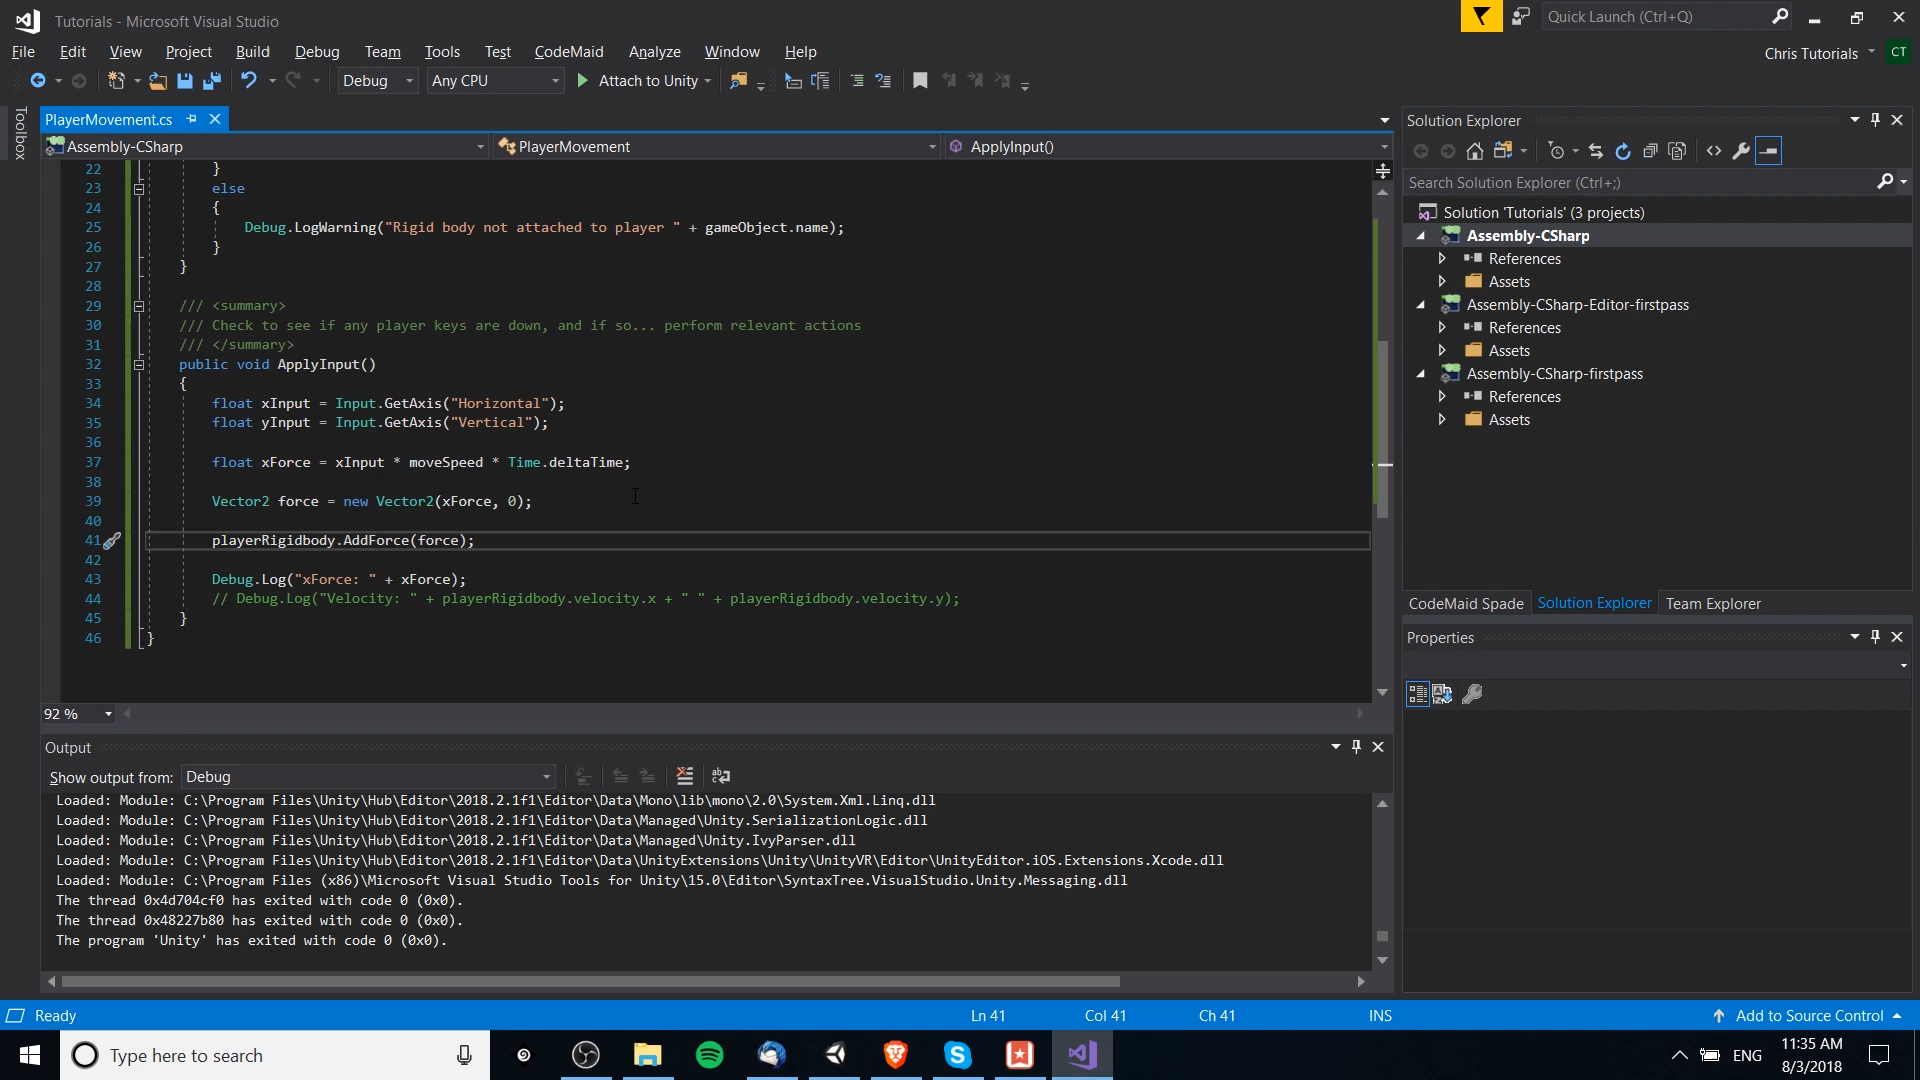 Tutorials - Microsoft Visual Studio
Quick Launch (Ctrl+Q)
File Edit View Project Build Debug Team Tools Test CodeMaid Analyze Window Help
Chris Tutorials CT
Debug Any CPU Attach to Unity
Toolbox
PlayerMovement.cs
Assembly-CSharp PlayerMovement ApplyInput()
22 }
23 else
24 {
25 Debug.LogWarning("Rigid body not attached to player " + gameObject.name);
26 }
27 }
28
29 /// <summary>
30 /// Check to see if any player keys are down, and if so... perform relevant actions
31 /// </summary>
32 public void ApplyInput()
33 {
34 float xInput = Input.GetAxis("Horizontal");
35 float yInput = Input.GetAxis("Vertical");
36
37 float xForce = xInput * moveSpeed * Time.deltaTime;
38
39 Vector2 force = new Vector2(xForce, 0);
40
41 playerRigidbody.AddForce(force);
42
43 Debug.Log("xForce: " + xForce);
44 // Debug.Log("Velocity: " + playerRigidbody.velocity.x + " " + playerRigidbody.velocity.y);
45 }
46 }
92 %
Output
Show output from: Debug
Loaded: Module: C:\Program Files\Unity\Hub\Editor\2018.2.1f1\Editor\Data\Mono\lib\mono\2.0\System.Xml.Linq.dll
Loaded: Module: C:\Program Files\Unity\Hub\Editor\2018.2.1f1\Editor\Data\Managed\Unity.SerializationLogic.dll
Loaded: Module: C:\Program Files\Unity\Hub\Editor\2018.2.1f1\Editor\Data\Managed\Unity.IvyParser.dll
Loaded: Module: C:\Program Files\Unity\Hub\Editor\2018.2.1f1\Editor\Data\UnityExtensions\Unity\UnityVR\Editor\UnityEditor.iOS.Extensions.Xcode.dll
Loaded: Module: C:\Program Files (x86)\Microsoft Visual Studio Tools for Unity\15.0\Editor\SyntaxTree.VisualStudio.Unity.Messaging.dll
The thread 0x4d704cf0 has exited with code 0 (0x0).
The thread 0x48227b80 has exited with code 0 (0x0).
The program 'Unity' has exited with code 0 (0x0).
Solution Explorer
Search Solution Explorer (Ctrl+;)
Solution 'Tutorials' (3 projects)
Assembly-CSharp
References
Assets
Assembly-CSharp-Editor-firstpass
References
Assets
Assembly-CSharp-firstpass
References
Assets
CodeMaid Spade Solution Explorer Team Explorer
Properties
Ready Ln 41 Col 41 Ch 41 INS Add to Source Control
Type here to search
ENG
11:35 AM
8/3/2018